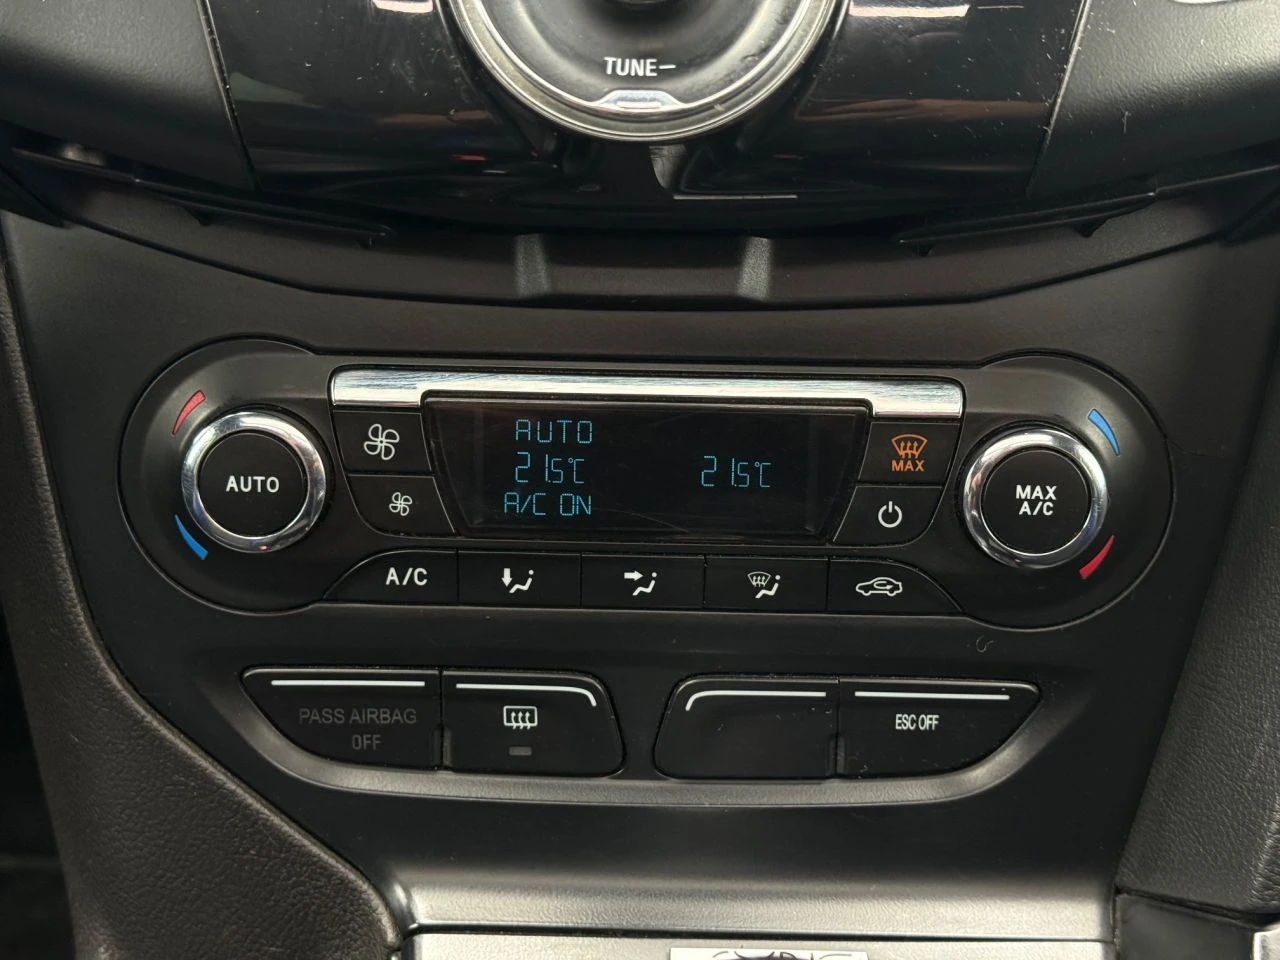 TUNE–
AUTO
AUTO
21.5°C
A/C ON
21.5°C
MAX
MAX
A/C
A/C
PASS AIRBAG
OFF
ESC OFF